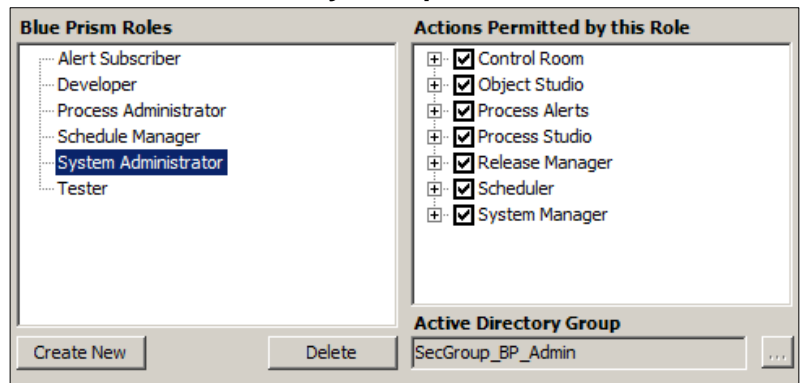 Blue Prism Roles
Alert Subscriber
Developer
Process Administrator
Schedule Manager
System Administrator
Tester
Create New
Delete
Actions Permitted by this Role
Control Room
Object Studio
Process Alerts
Process Studio
Release Manager
Scheduler
System Manager
Active Directory Group
SecGroup_BP_Admin
...